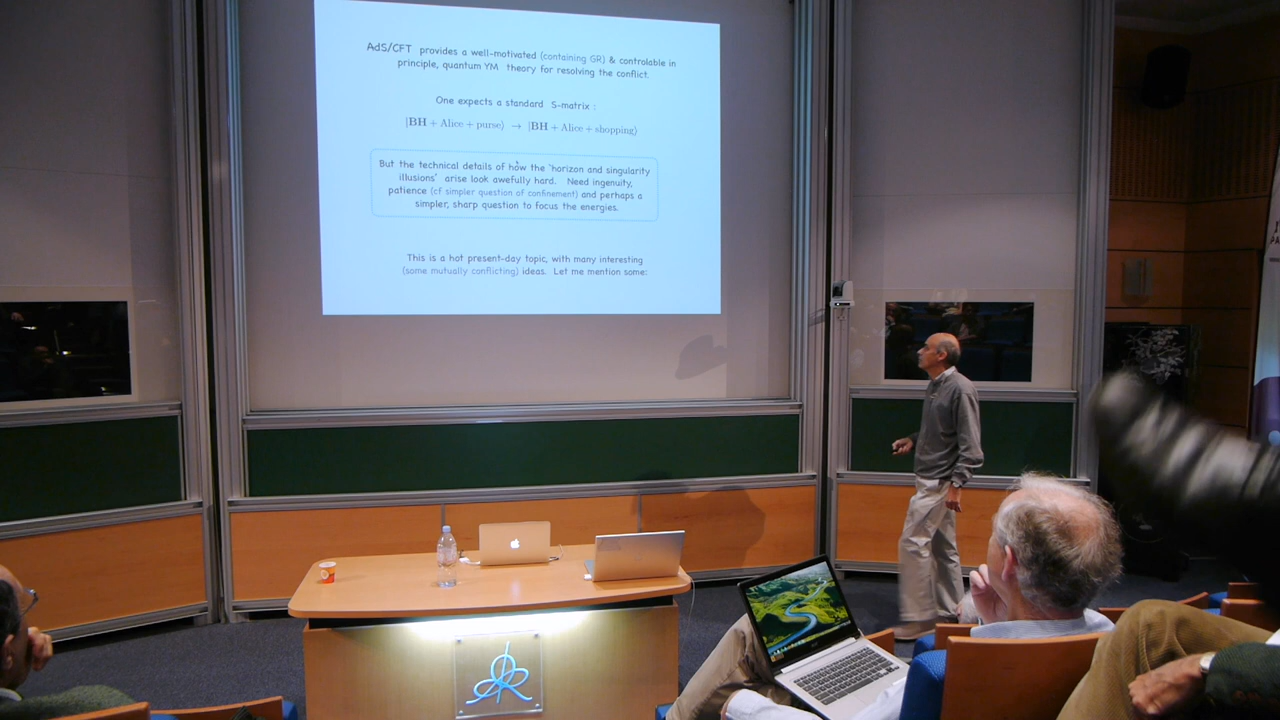 AdS/CFT provides a well-motivated (containing GR) & controlable in
principle, quantum YM theory for resolving the conflict.
One expects a standard S-matrix :
|BH + Alice + purse⟩ → |BH + Alice + shopping⟩
But the technical details of how the 'horizon and singularity
illusions' arise look awefully hard. Need ingenuity,
patience (cf simpler question of confinement) and perhaps a
simpler, sharp question to focus the energies.
This is a hot present-day topic, with many interesting
(some mutually conflicting) ideas. Let me mention some: